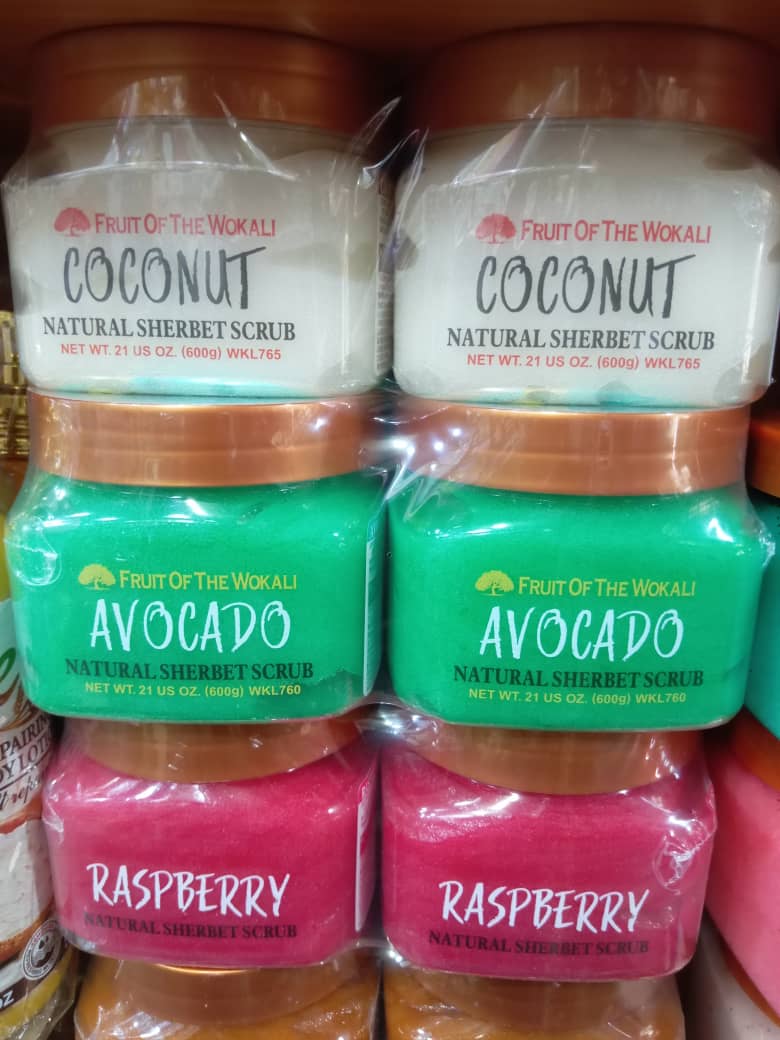 FRUIT OF THE WOKALI
COCONUT
NATURAL SHERBET SCRUB
NET WT. 21 US OZ. (600g) WKL765
FRUIT OF THE WOKALI
COCONUT
NATURAL SHERBET SCRUB
NET WT. 21 US OZ. (600g) WKL765
FRUIT OF THE WOKALI
AVOCADO
NATURAL SHERBET SCRUB
NET WT. 21 US OZ. (600g) WKL760
FRUIT OF THE WOKALI
AVOCADO
NATURAL SHERBET SCRUB
NET WT. 21 US OZ. (600g) WKL760
RASPBERRY
NATURAL SHERBET SCRUB
RASPBERRY
NATURAL SHERBET SCRUB
PAIRIN
OZ